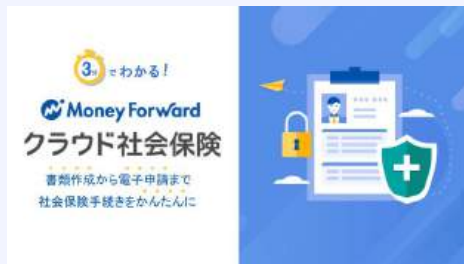 3分でわかる!
Money Forward
クラウド社会保険
書類作成から電子申請まで
社会保険手続きをかんたんに